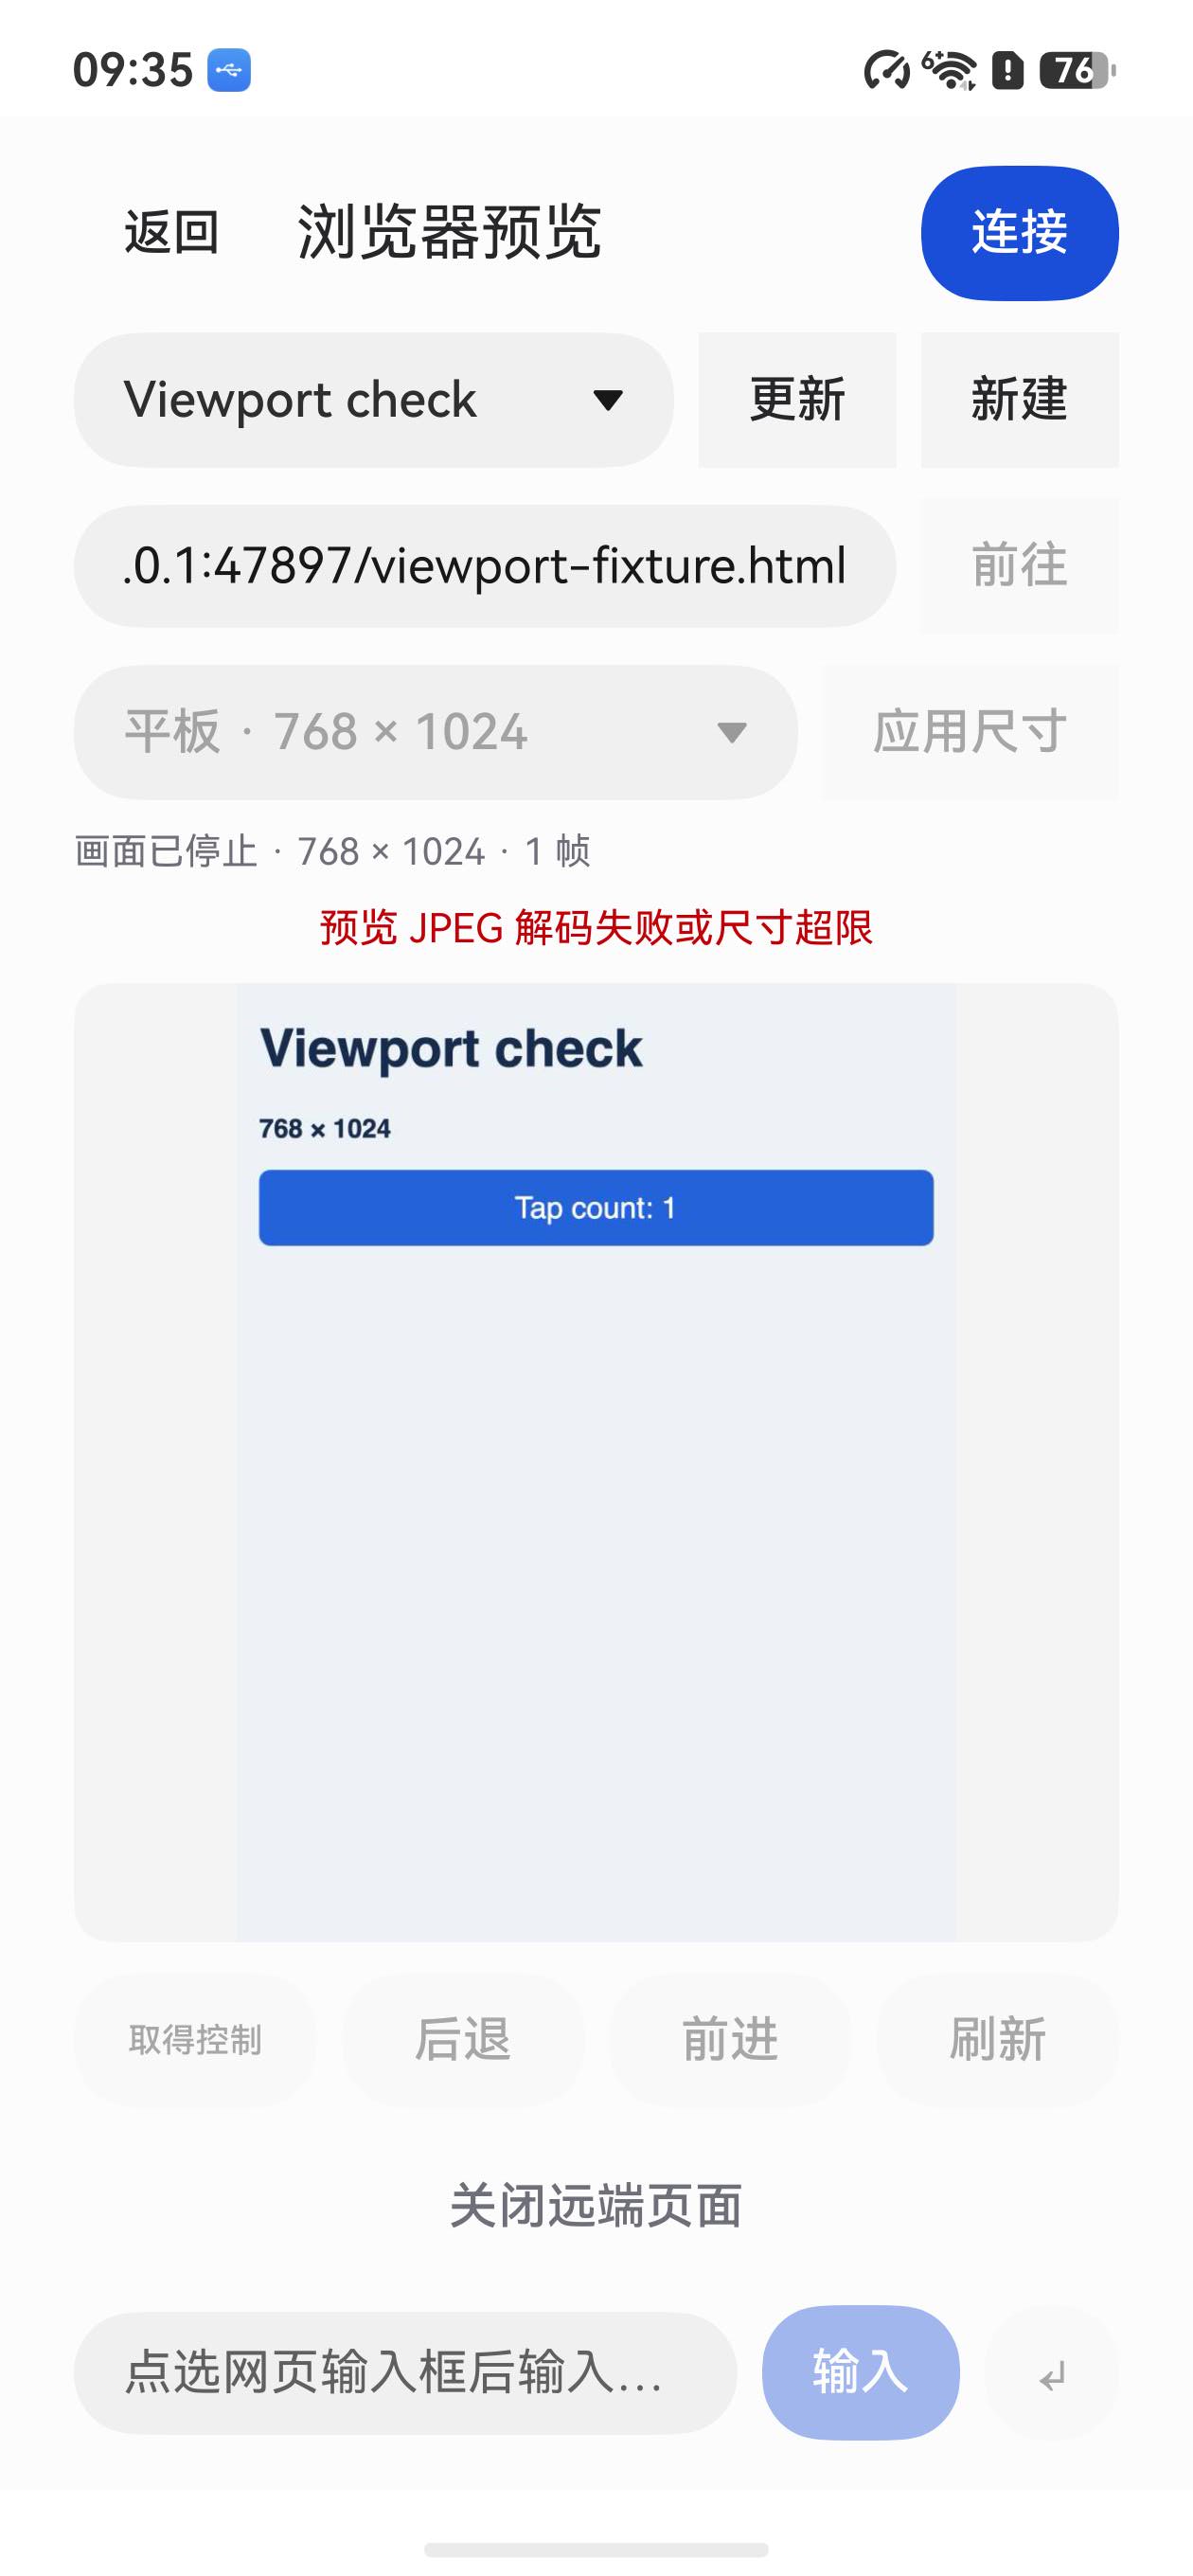 09:35
6+
76
返回 浏览器预览 连接
Viewport check 更新 新建
.0.1:47897/viewport-fixture.html 前往
平板 · 768 × 1024 应用尺寸
画面已停止 · 768 × 1024 · 1 帧
预览 JPEG 解码失败或尺寸超限
Viewport check
768 × 1024
Tap count: 1
取得控制 后退 前进 刷新
关闭远端页面
点选网页输入框后输入... 输入